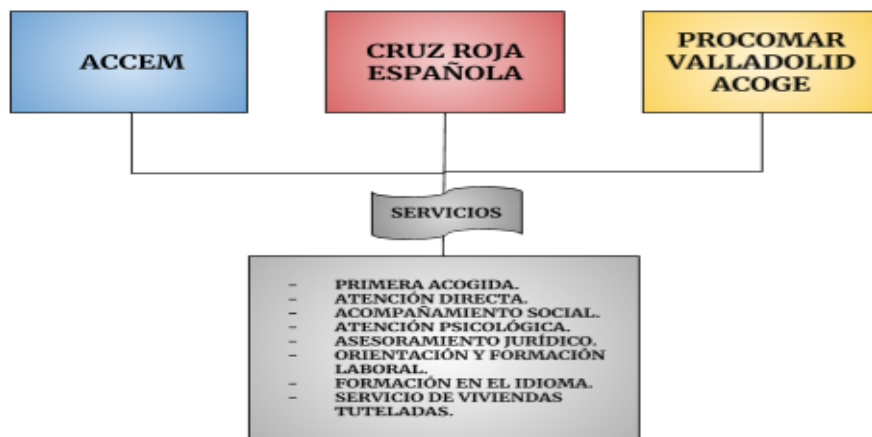 ACCEM
CRUZ ROJA
ESPAÑOLA
PROCOMAR
VALLADOLID
ACOGE
SERVICIOS
- PRIMERA ACOGIDA.
- ATENCIÓN DIRECTA.
- ACOMPAÑAMIENTO SOCIAL.
- ATENCIÓN PSICOLÓGICA.
- ASESORAMIENTO JURÍDICO.
- ORIENTACIÓN Y FORMACIÓN
LABORAL.
- FORMACIÓN EN EL IDIOMA.
- SERVICIO DE VIVIENDAS
TUTELADAS.